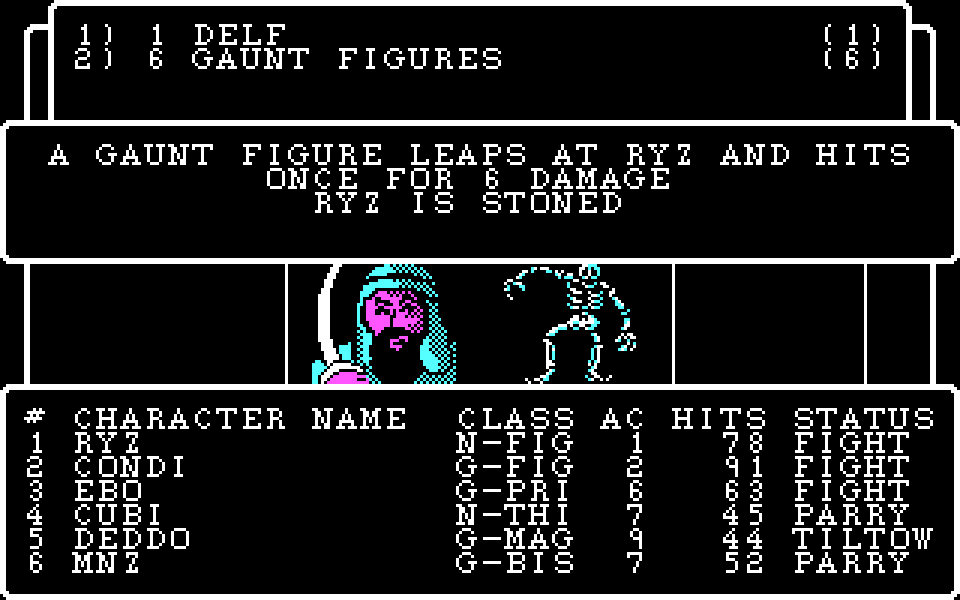 1) 1 DELF (1)
2) 6 GAUNT FIGURES (6)
A GAUNT FIGURE LEAPS AT RYZ AND HITS
ONCE FOR 6 DAMAGE
RYZ IS STONED
# CHARACTER NAME CLASS AC HITS STATUS
1 RYZ N-FIG 1 78 FIGHT
2 CONDI G-FIG 2 91 FIGHT
3 EBO G-PRI 6 63 FIGHT
4 CUBI N-THI 7 45 PARRY
5 DEDDO G-MAG 9 44 TILTOW
6 MNZ G-BIS 7 52 PARRY